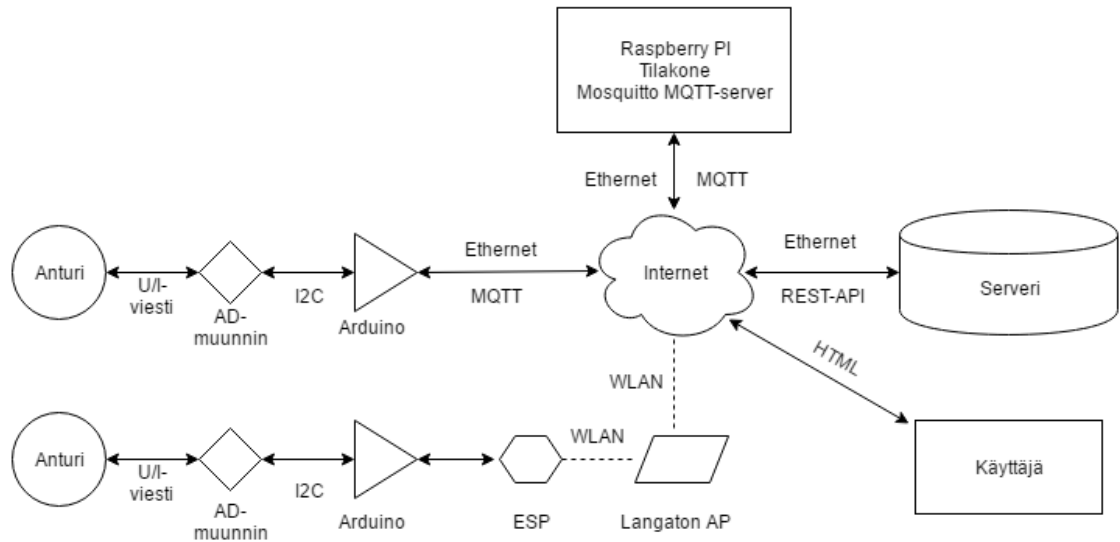 Raspberry PI
Tilakone
Mosquitto MQTT-server
Ethernet
MQTT
Anturi
U/I-
viesti
AD-
muunnin
I2C
Arduino
Ethernet
MQTT
Internet
Ethernet
REST-API
Serveri
WLAN
HTML
Anturi
U/I-
viesti
AD-
muunnin
I2C
Arduino
ESP
WLAN
Langaton AP
Käyttäjä